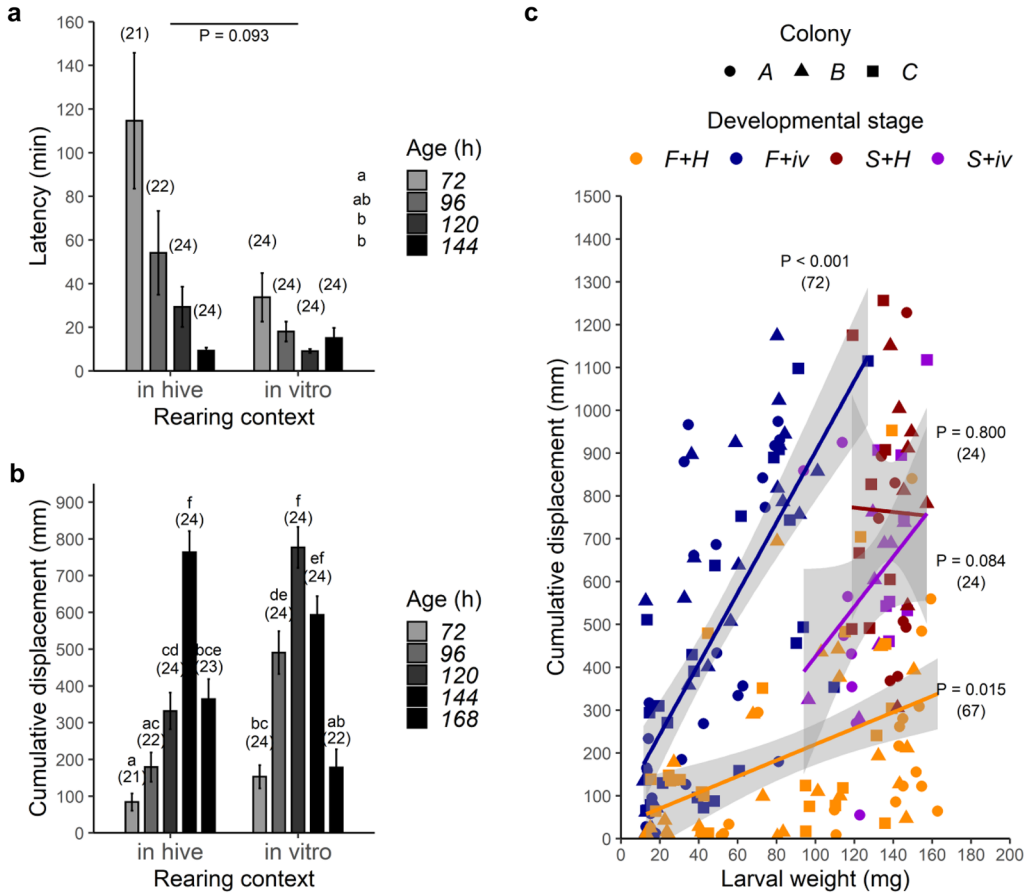 a
160
140
120
100
80
60
40
20
0
Latency (min)
(21)
P = 0.093
(22)
(24)
(24)
(24)
(24)
(24)
(24)
in hive
in vitro
Rearing context
Age (h)
72
96
120
144
a
ab
b
b
b
900
800
700
600
500
400
300
200
100
0
Cumulative displacement (mm)
a
(21)
ac
(22)
cd
(24)
f
(24)
bce
(23)
bc
(24)
de
(24)
f
(24)
ef
(24)
ab
(22)
in hive
in vitro
Rearing context
Age (h)
72
96
120
144
168
c
Colony
A B C
Developmental stage
F+H F+iv S+H S+iv
1500
1400
1300
1200
1100
1000
900
800
700
600
500
400
300
200
100
0
Cumulative displacement (mm)
P < 0.001
(72)
P = 0.800
(24)
P = 0.084
(24)
P = 0.015
(67)
0 20 40 60 80 100 120 140 160 180 200
Larval weight (mg)